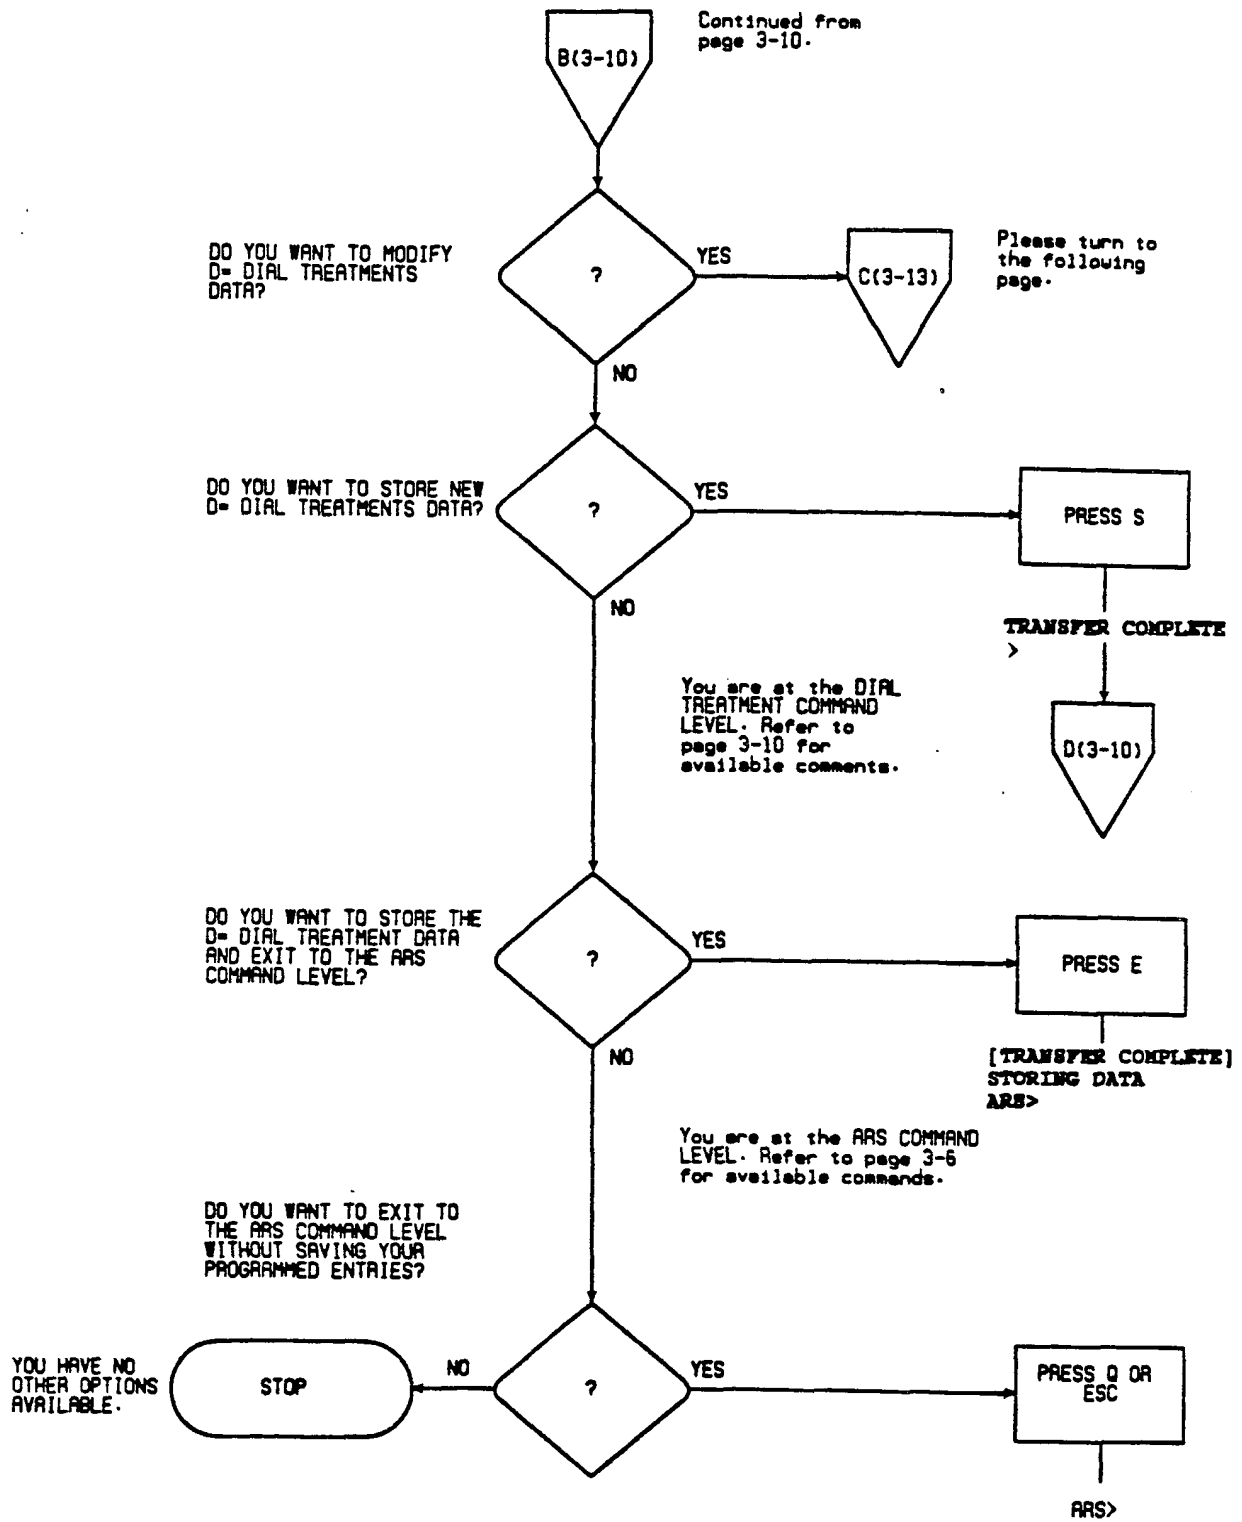 Continued from
page 3-10.
B(3-10)
DO YOU WANT TO MODIFY
D= DIAL TREATMENTS
DATA?
?
YES
C(3-13)
Please turn to
the following
page.
NO
DO YOU WANT TO STORE NEW
D= DIAL TREATMENTS DATA?
?
YES
PRESS S
NO
TRANSFER COMPLETE
>
You are at the DIAL
TREATMENT COMMAND
LEVEL. Refer to
page 3-10 for
available comments.
D(3-10)
DO YOU WANT TO STORE THE
D= DIAL TREATMENT DATA
AND EXIT TO THE ARS
COMMAND LEVEL?
?
YES
PRESS E
NO
[TRANSFER COMPLETE]
STORING DATA
ARS>
You are at the ARS COMMAND
LEVEL. Refer to page 3-6
for available commands.
DO YOU WANT TO EXIT TO
THE ARS COMMAND LEVEL
WITHOUT SAVING YOUR
PROGRAMMED ENTRIES?
YOU HAVE NO
OTHER OPTIONS
AVAILABLE.
STOP
NO
?
YES
PRESS Q OR
ESC
ARS>